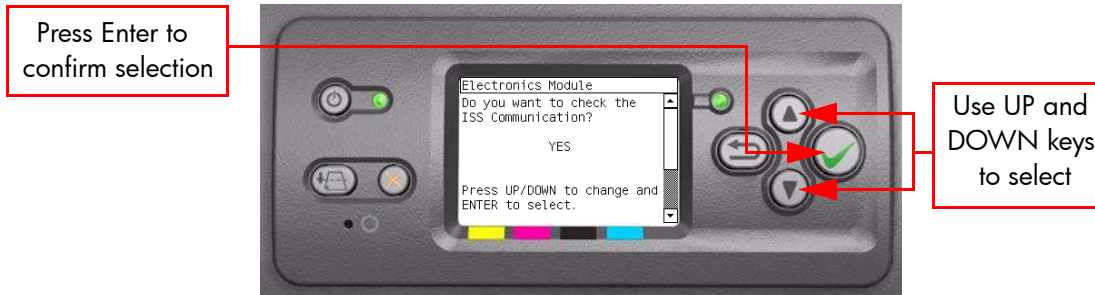 Press Enter to
confirm selection
Electronics Module
Do you want to check the
ISS Communication?
YES
Press UP/DOWN to change and
ENTER to select.
Use UP and
DOWN keys
to select